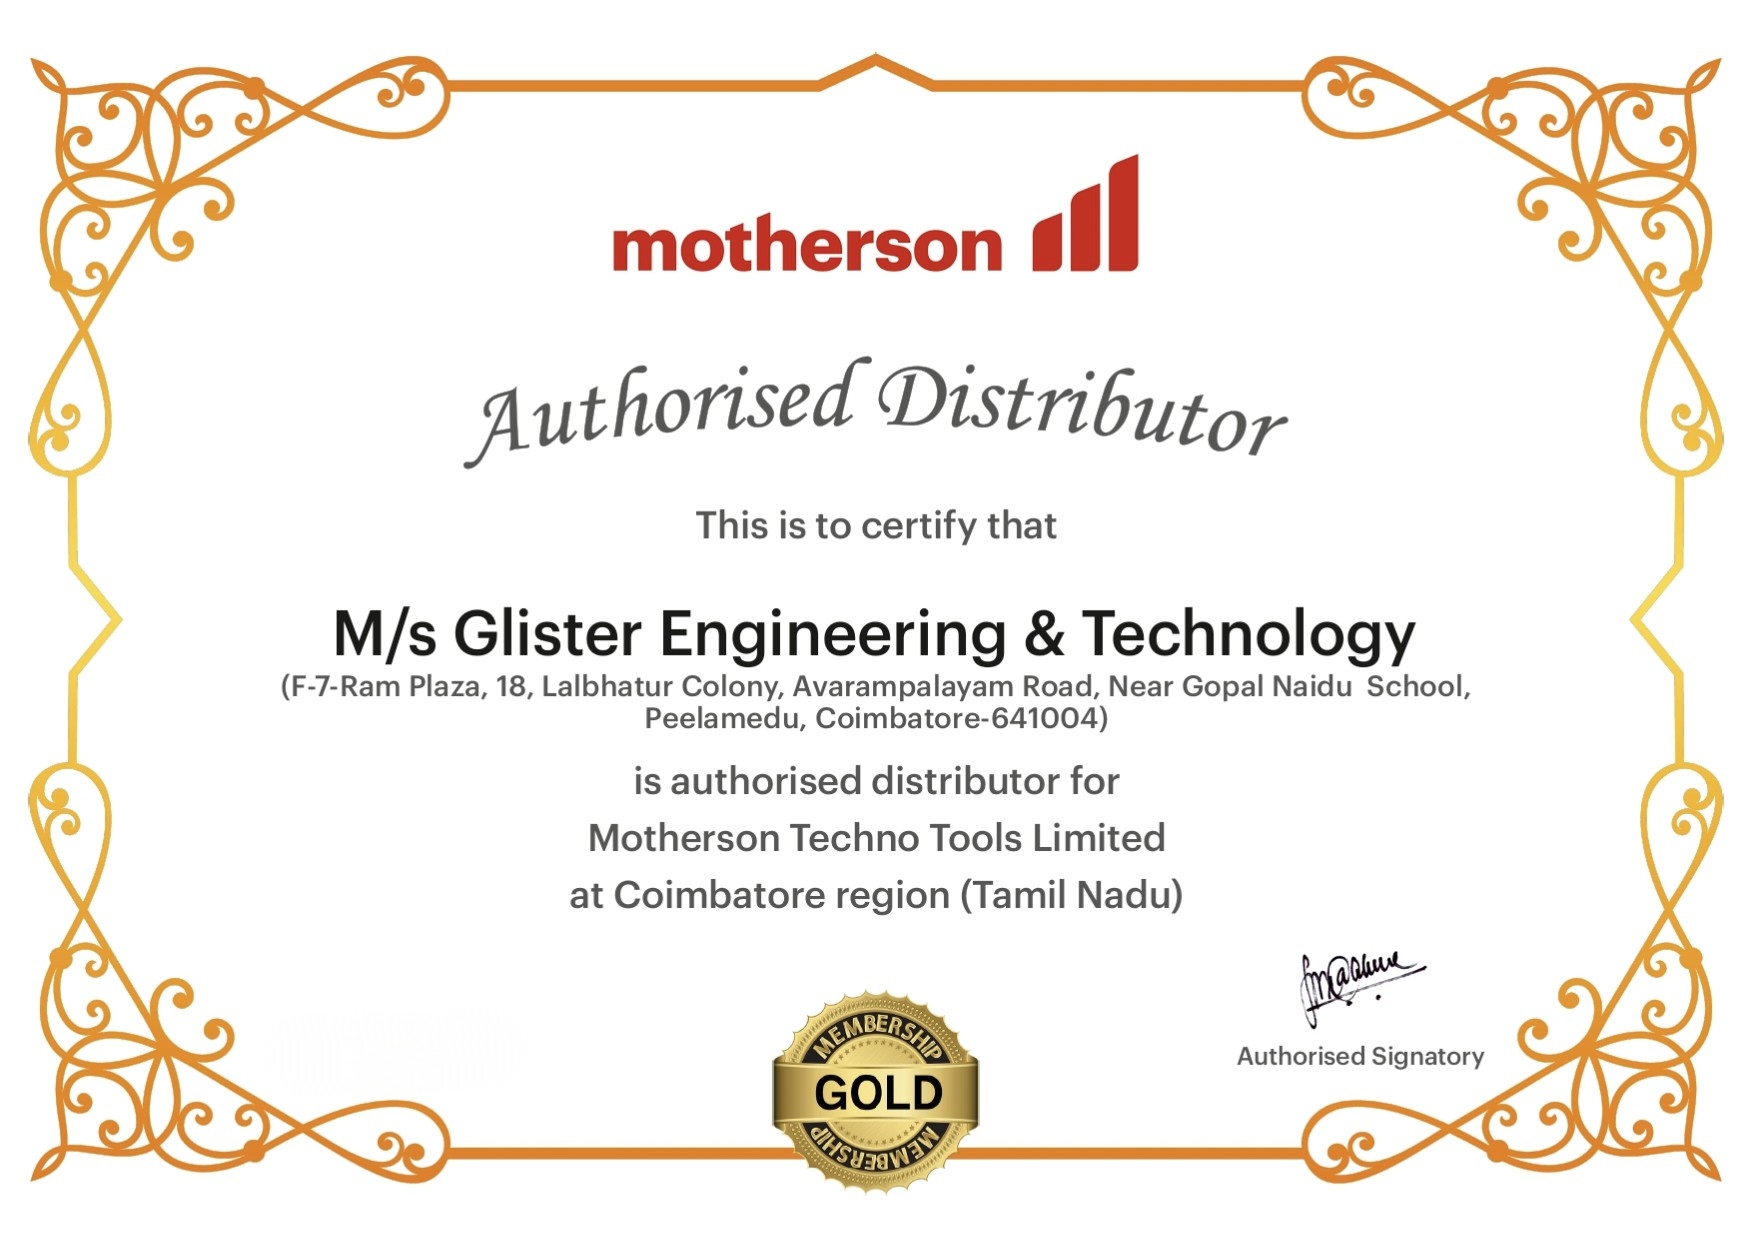 motherson
Authorised Distributor
This is to certify that
M/s Glister Engineering & Technology
(F-7-Ram Plaza, 18, Lalbhatur Colony, Avarampalayam Road, Near Gopal Naidu School,
Peelamedu, Coimbatore-641004)
is authorised distributor for
Motherson Techno Tools Limited
at Coimbatore region (Tamil Nadu)
Authorised Signatory
MEMBERSHIP
GOLD
MEMBERSHIP